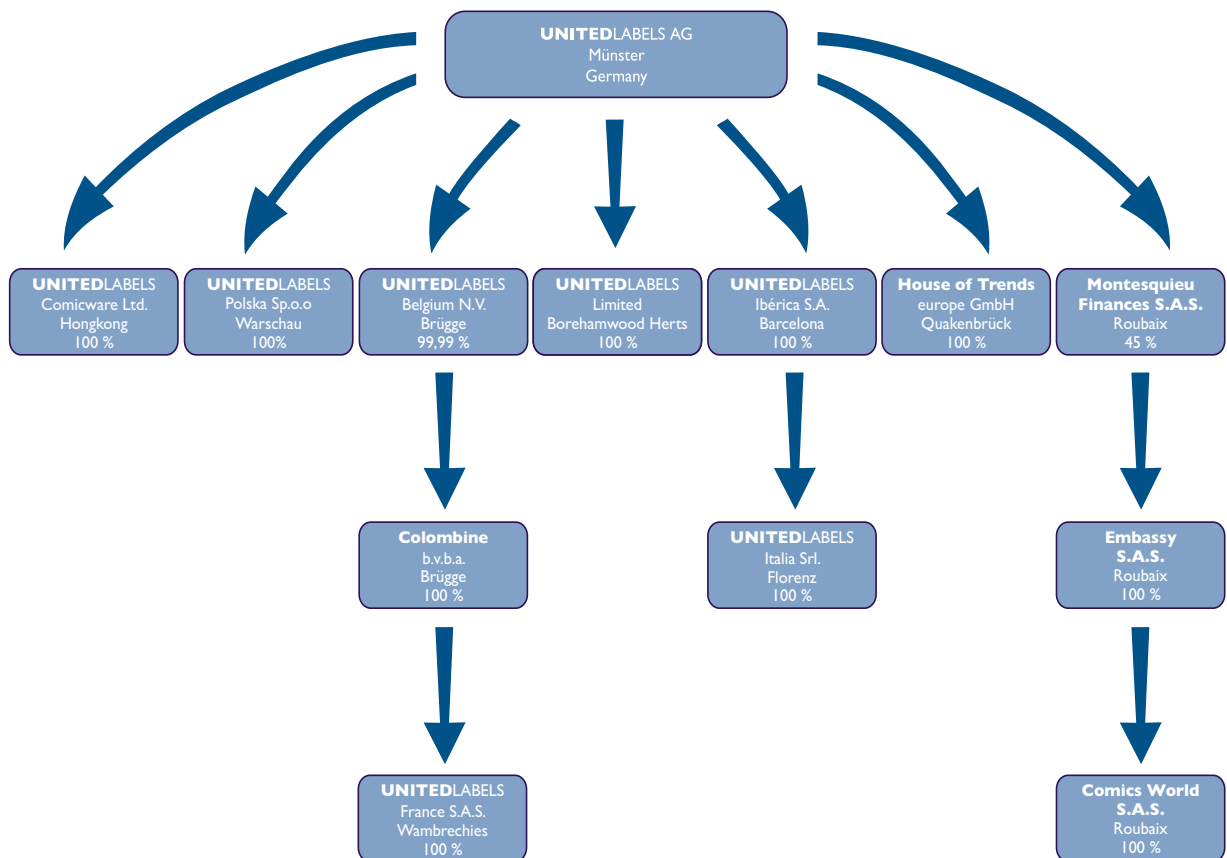 UNITEDLABELS AG
Münster
Germany
UNITEDLABELS
Comicware Ltd.
Hongkong
100 %
UNITEDLABELS
Polska Sp.o.o
Warschau
100%
UNITEDLABELS
Belgium N.V.
Brügge
99,99 %
UNITEDLABELS
Limited
Borehamwood Herts
100 %
UNITEDLABELS
Ibérica S.A.
Barcelona
100 %
House of Trends
europe GmbH
Quakenbrück
100 %
Montesquieu
Finances S.A.S.
Roubaix
45 %
Colombine
b.v.b.a.
Brügge
100 %
UNITEDLABELS
Italia Srl.
Florenz
100 %
Embassy
S.A.S.
Roubaix
100 %
UNITEDLABELS
France S.A.S.
Wambrechies
100 %
Comics World
S.A.S.
Roubaix
100 %